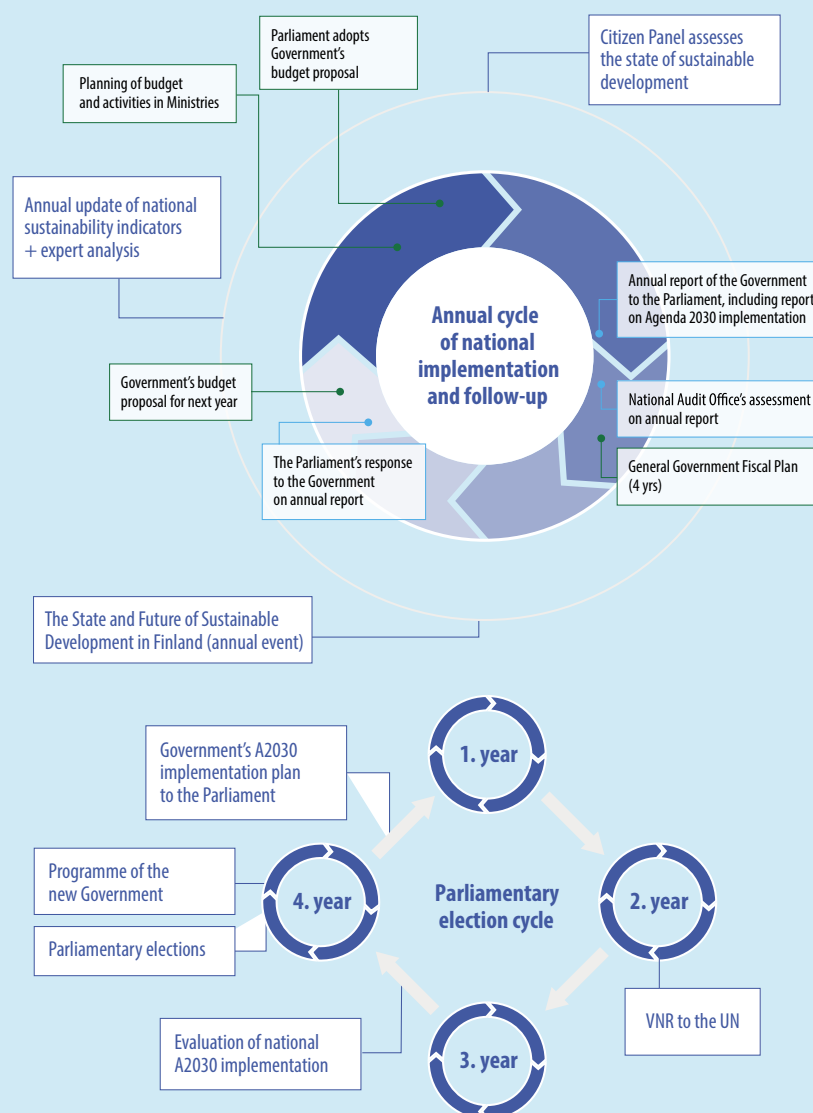 Parliament adopts
Government’s
budget proposal
Citizen Panel assesses
the state of sustainable
development
Planning of budget
and activities in Ministries
Annual update of national
sustainability indicators
+ expert analysis
Annual cycle
of national
implementation
and follow-up
Annual report of the Government
to the Parliament, including report
on Agenda 2030 implementation
Government’s budget
proposal for next year
National Audit Office’s assessment
on annual report
The Parliament’s response
to the Government
on annual report
General Government Fiscal Plan
(4 yrs)
The State and Future of Sustainable
Development in Finland (annual event)
Government’s A2030
implementation plan
to the Parliament
1. year
Programme of the
new Government
4. year
Parliamentary
election cycle
2. year
Parliamentary elections
VNR to the UN
Evaluation of national
A2030 implementation
3. year